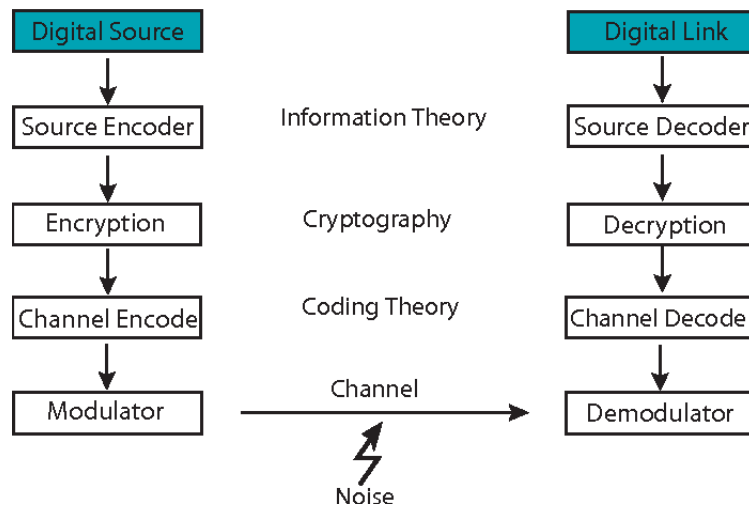 Digital Source
Digital Link
Source Encoder
Information Theory
Source Decoder
Encryption
Cryptography
Decryption
Channel Encode
Coding Theory
Channel Decode
Modulator
Channel
Demodulator
Noise